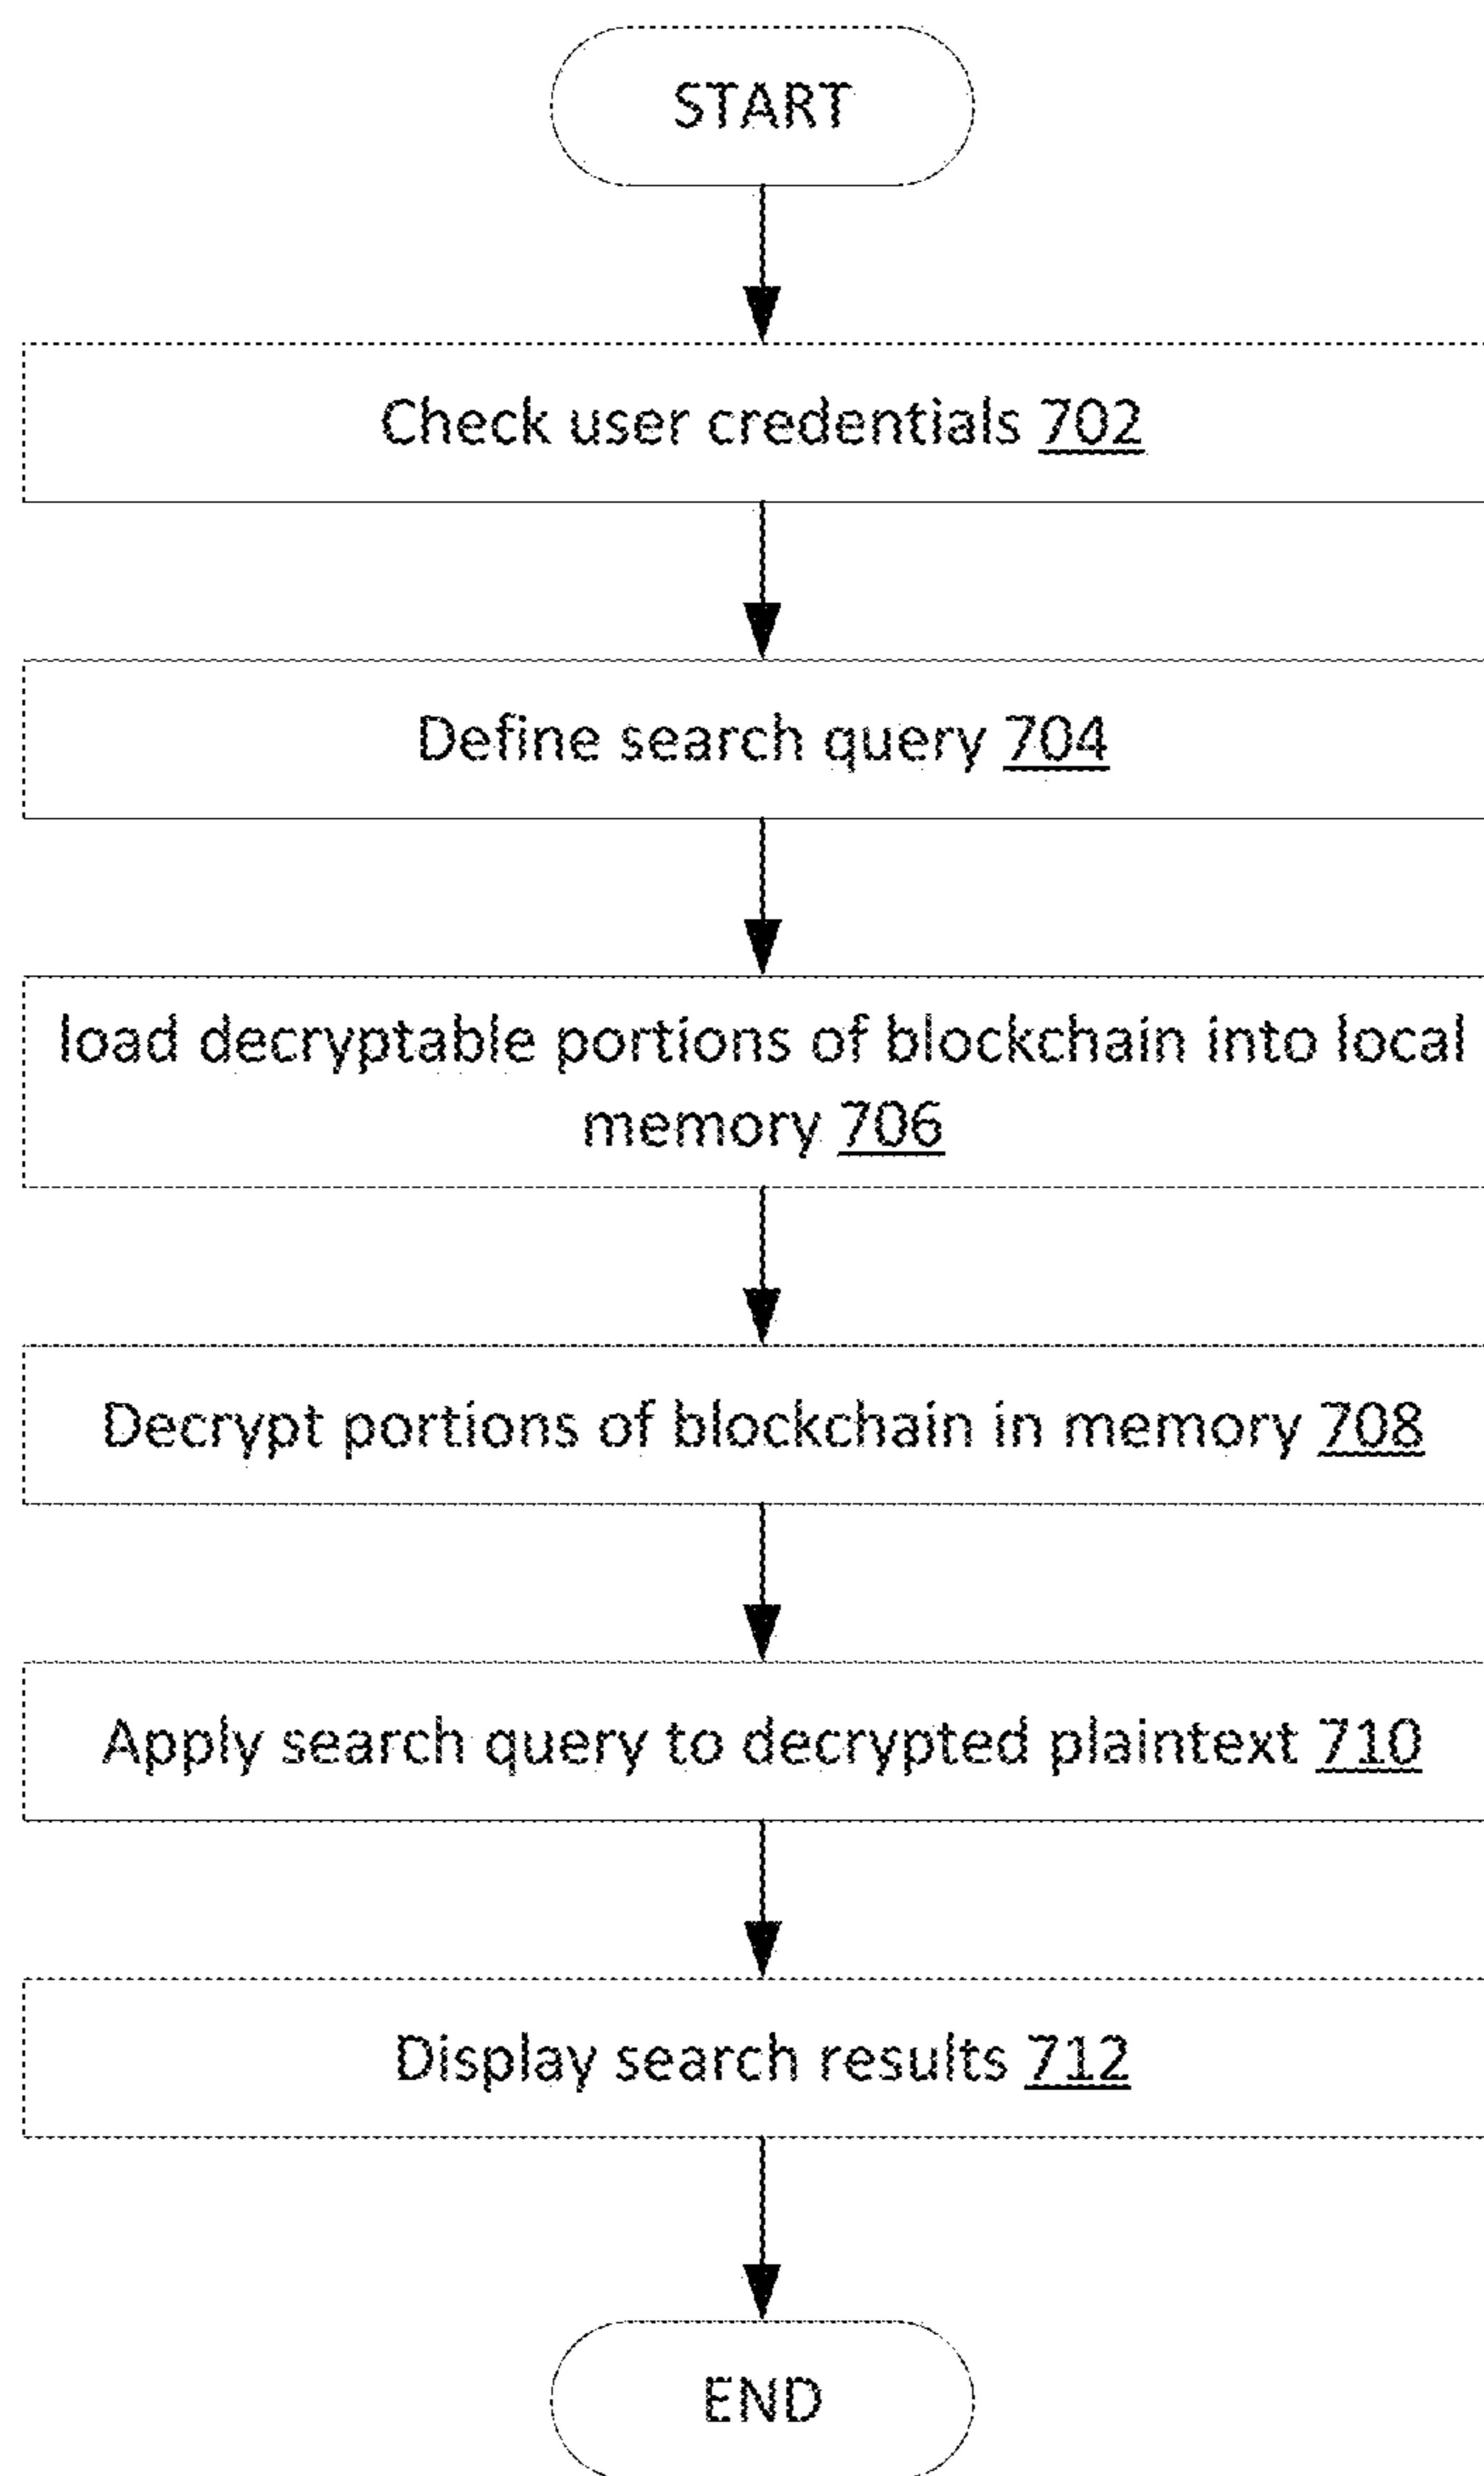 START
Check user credentials 702
Define search query 704
load decryptable portions of blockchain into local
memory 706
Decrypt portions of blockchain in memory 708
Apply search query to decrypted plaintext 710
Display search results 712
END